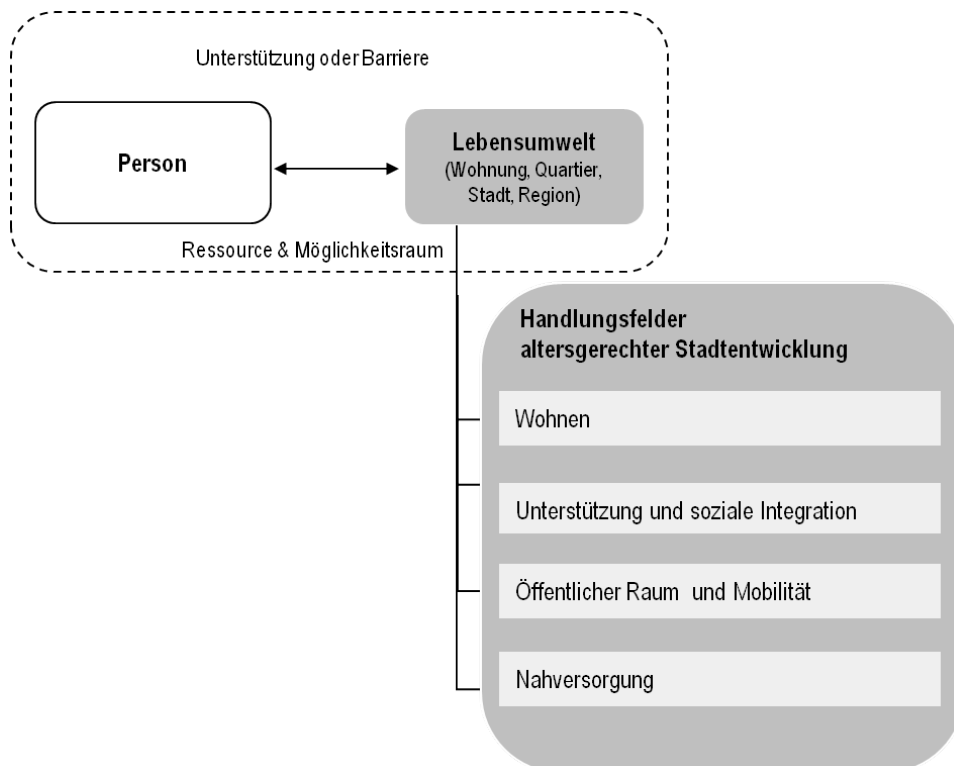 Unterstützung oder Barriere
Person
Lebensumwelt
(Wohnung, Quartier,
Stadt, Region)
Ressource & Möglichkeitsraum
Handlungsfelder
altersgerechter Stadtentwicklung
Wohnen
Unterstützung und soziale Integration
Öffentlicher Raum und Mobilität
Nahversorgung